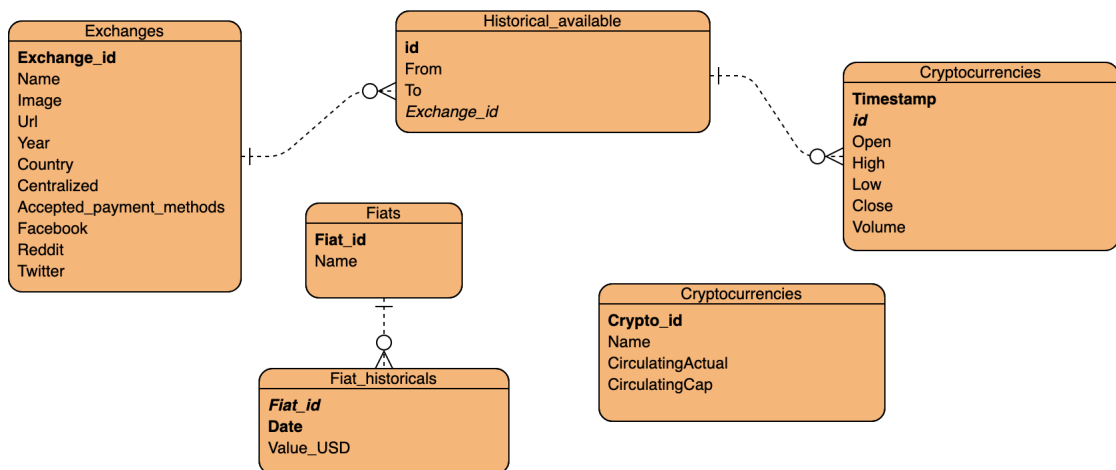 Exchanges
Exchange_id
Name
Image
Url
Year
Country
Centralized
Accepted_payment_methods
Facebook
Reddit
Twitter
Historical_available
id
From
To
Exchange_id
Cryptocurrencies
Timestamp
id
Open
High
Low
Close
Volume
Fiats
Fiat_id
Name
Cryptocurrencies
Crypto_id
Name
CirculatingActual
CirculatingCap
Fiat_historicals
Fiat_id
Date
Value_USD